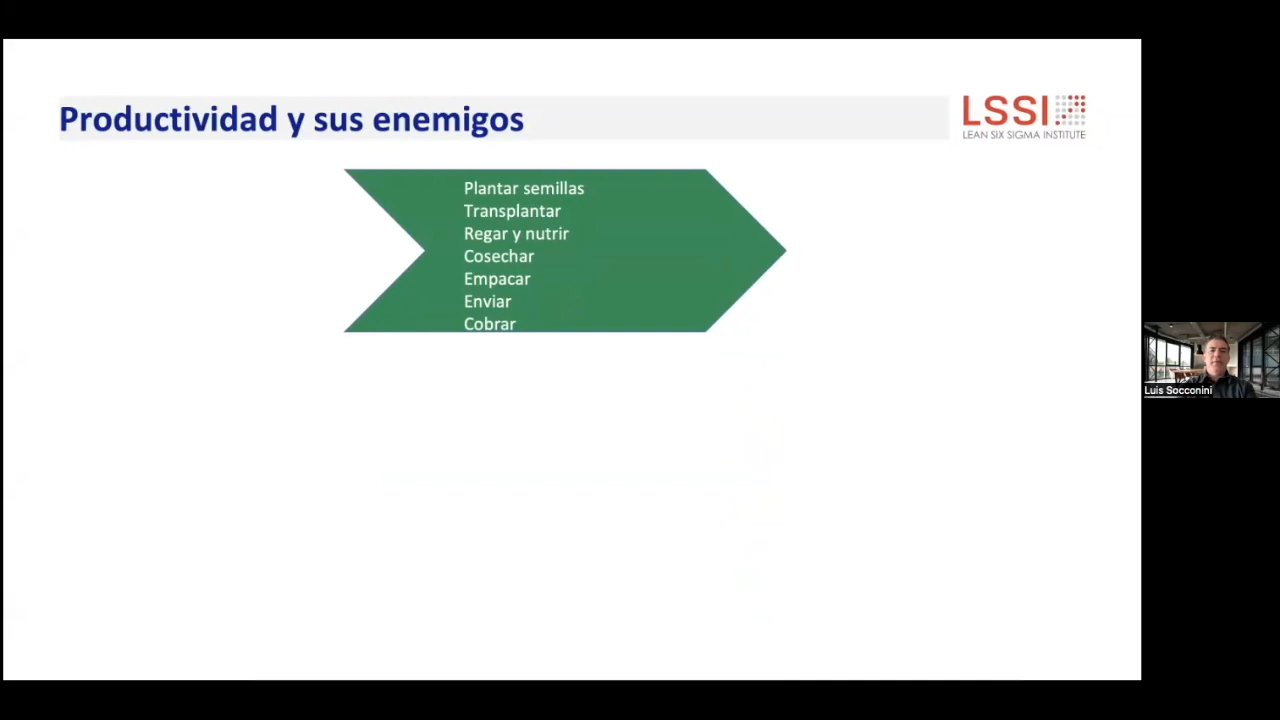 Productividad y sus enemigos
LSSI
LEAN SIX SIGMA INSTITUTE
Plantar semillas
Transplantar
Regar y nutrir
Cosechar
Empacar
Enviar
Cobrar
Luis Socconini